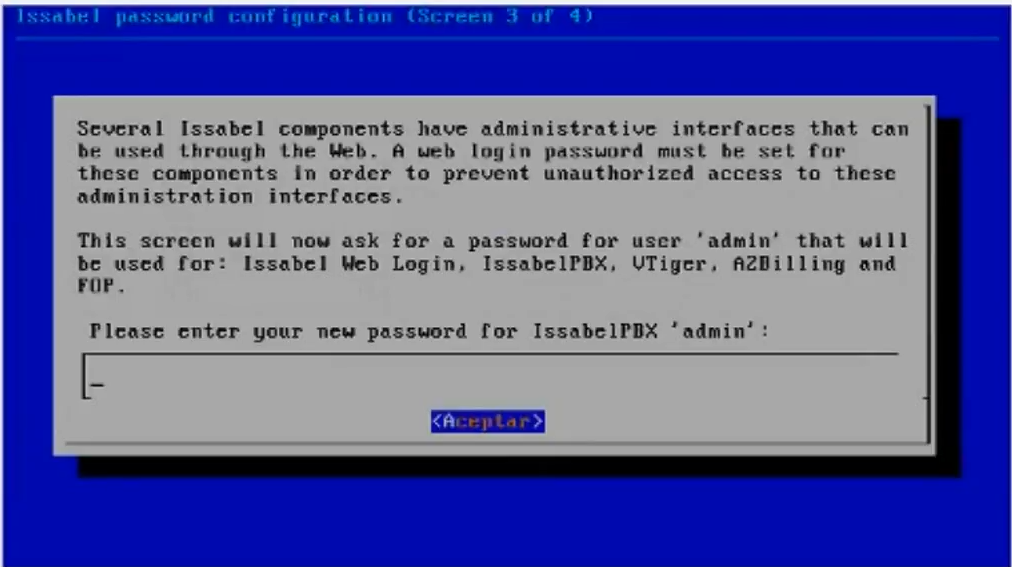 Issabel password configuration (Screen 3 of 4)
Several Issabel components have administrative interfaces that can
be used through the Web. A web login password must be set for
these components in order to prevent unauthorized access to these
administration interfaces.
This screen will now ask for a password for user 'admin' that will
be used for: Issabel Web Login, IssabelPBX, VTiger, A2Billing and
FOP.
Please enter your new password for IssabelPBX 'admin':
<Aceptar>